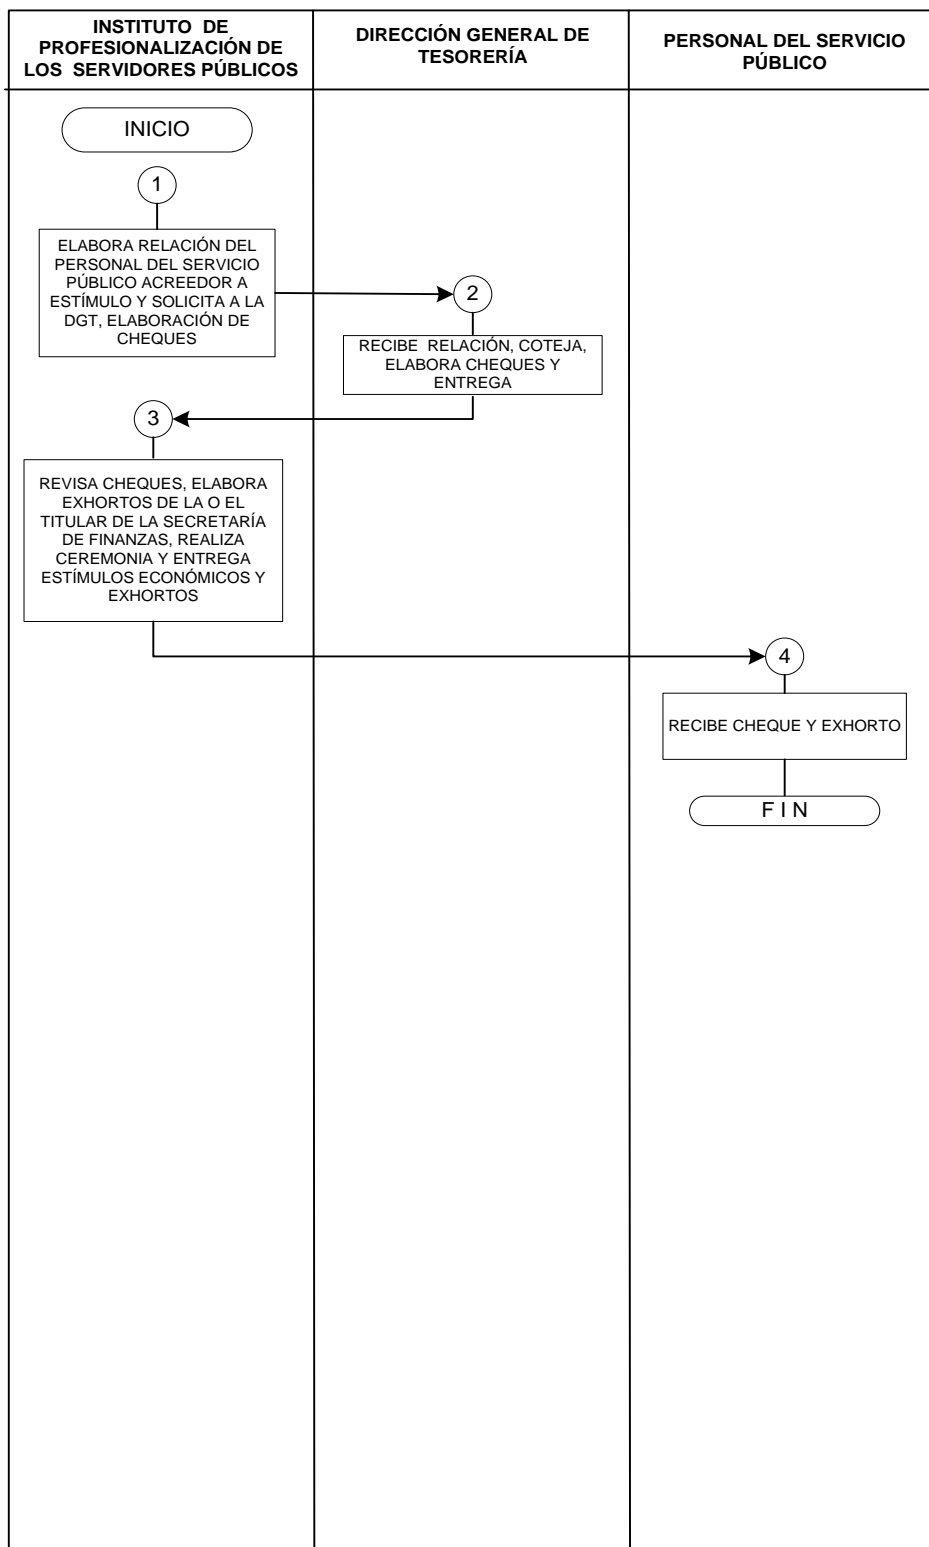 INSTITUTO DE
PROFESIONALIZACIÓN DE
LOS SERVIDORES PÚBLICOS
DIRECCIÓN GENERAL DE
TESORERÍA
PERSONAL DEL SERVICIO
PÚBLICO
INICIO
1
ELABORA RELACIÓN DEL
PERSONAL DEL SERVICIO
PÚBLICO ACREEDOR A
ESTÍMULO Y SOLICITA A LA
DGT, ELABORACIÓN DE
CHEQUES
2
RECIBE RELACIÓN, COTEJA,
ELABORA CHEQUES Y
ENTREGA
3
REVISA CHEQUES, ELABORA
EXHORTOS DE LA O EL
TITULAR DE LA SECRETARÍA
DE FINANZAS, REALIZA
CEREMONIA Y ENTREGA
ESTÍMULOS ECONÓMICOS Y
EXHORTOS
4
RECIBE CHEQUE Y EXHORTO
F I N